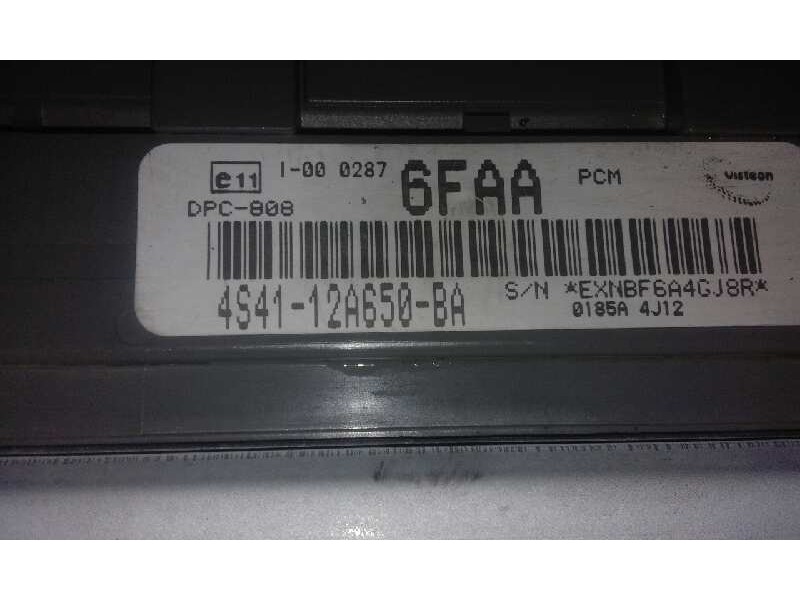 e11 I-00 0287 6FAA PCM Visteon
DPC-808
4S41-12A650-BA S/N *EXNBF6A4GJ8R*
0185A 4J12